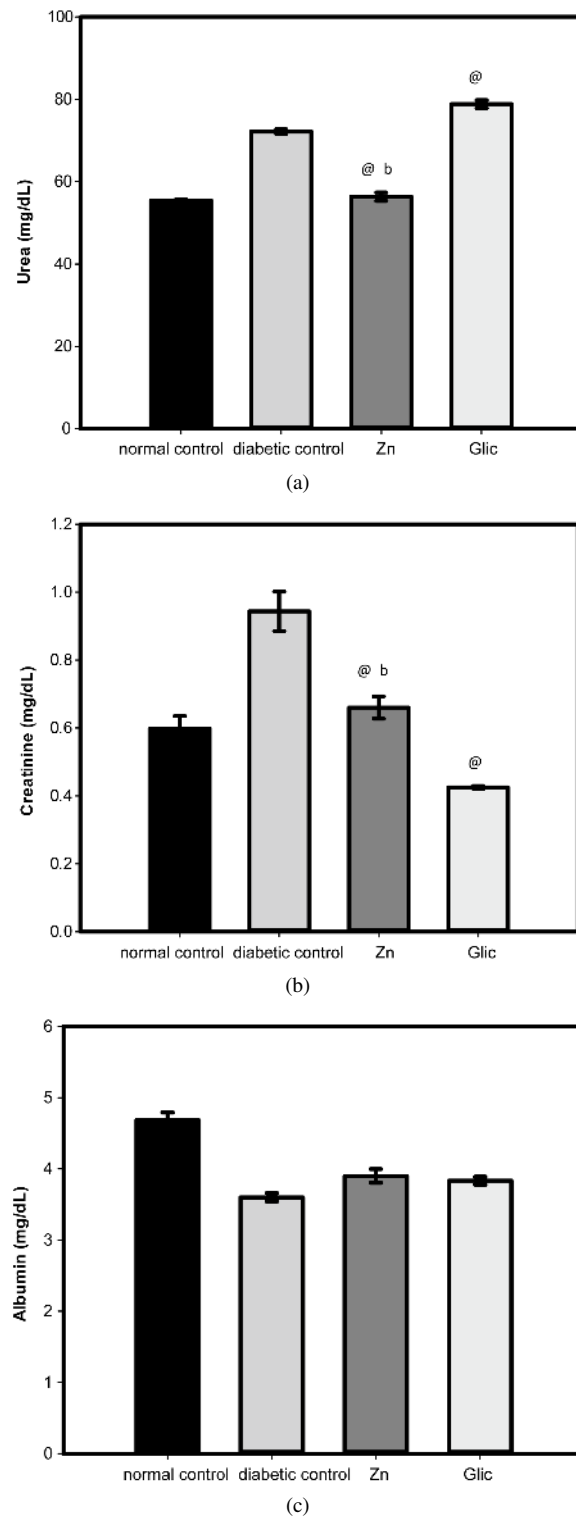 100
80
60
40
20
0
Urea (mg/dL)
@
@ b
normal control diabetic control Zn Glic
(a)
1.2
1.0
0.8
0.6
0.4
0.2
0.0
Creatinine (mg/dL)
@ b
@
normal control diabetic control Zn Glic
(b)
6
5
4
3
2
1
0
Albumin (mg/dL)
normal control diabetic control Zn Glic
(c)